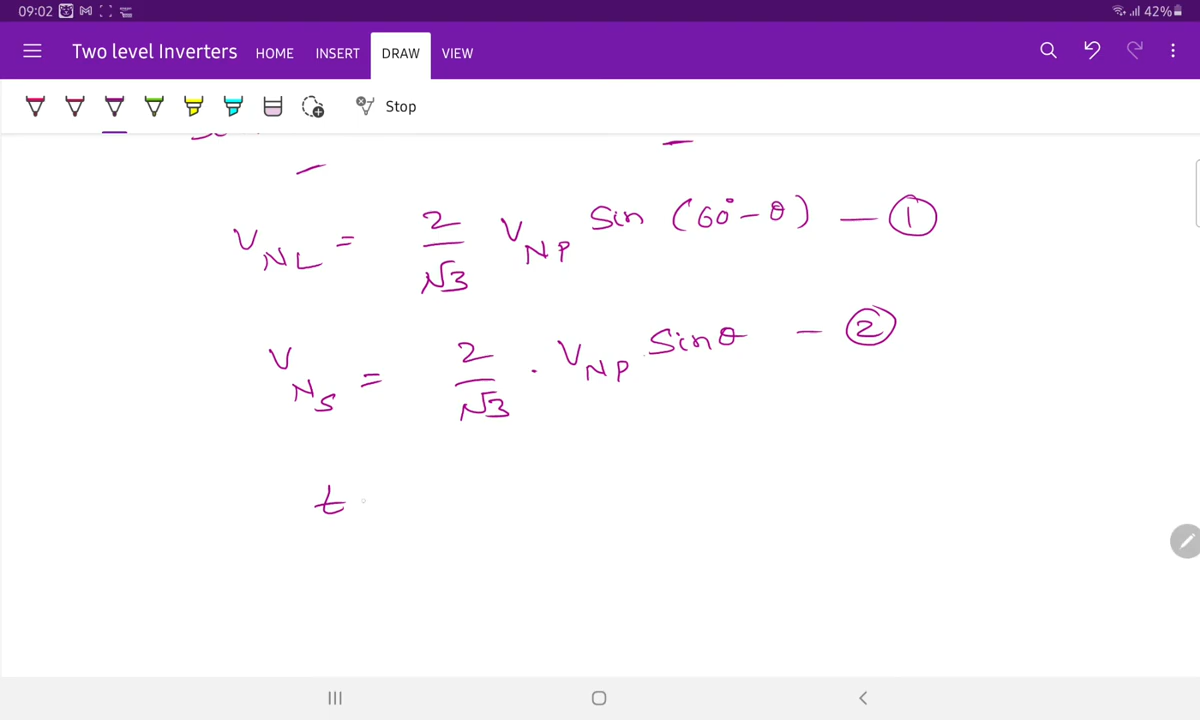 09:02 42%
Two level Inverters HOME INSERT DRAW VIEW
Stop
V_NL = 2/√3 V_NP sin (60° - θ) — ①
V_NS = 2/√3 . V_NP sinθ — ②
t